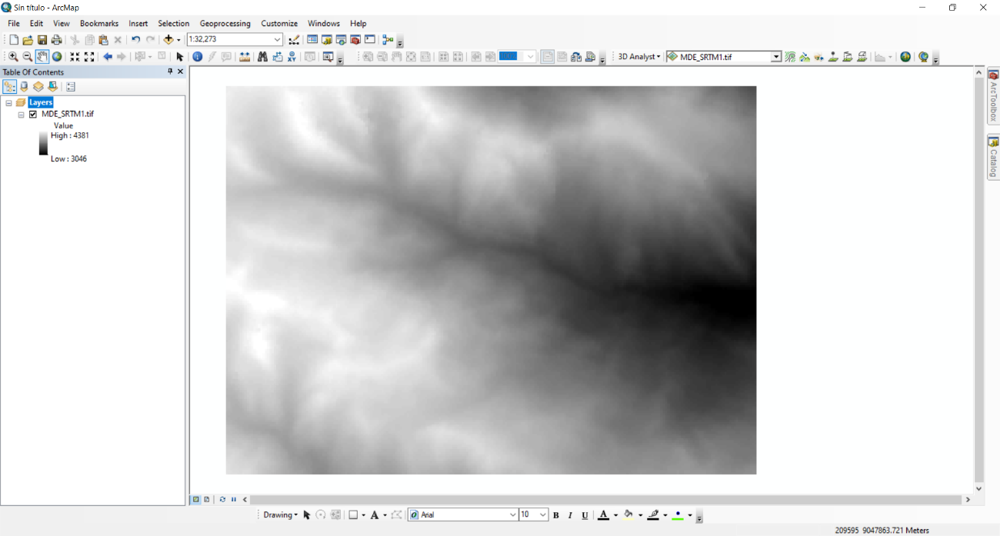 Sin título - ArcMap
File Edit View Bookmarks Insert Selection Geoprocessing Customize Windows Help
1:32,273
3D Analyst MDE_SRTM1.tif
Table Of Contents
Layers
MDE_SRTM1.tif
Value
High : 4381
Low : 3046
ArcToolbox
Catalog
Drawing A Arial 10 B I U A
209595 9047863.721 Meters